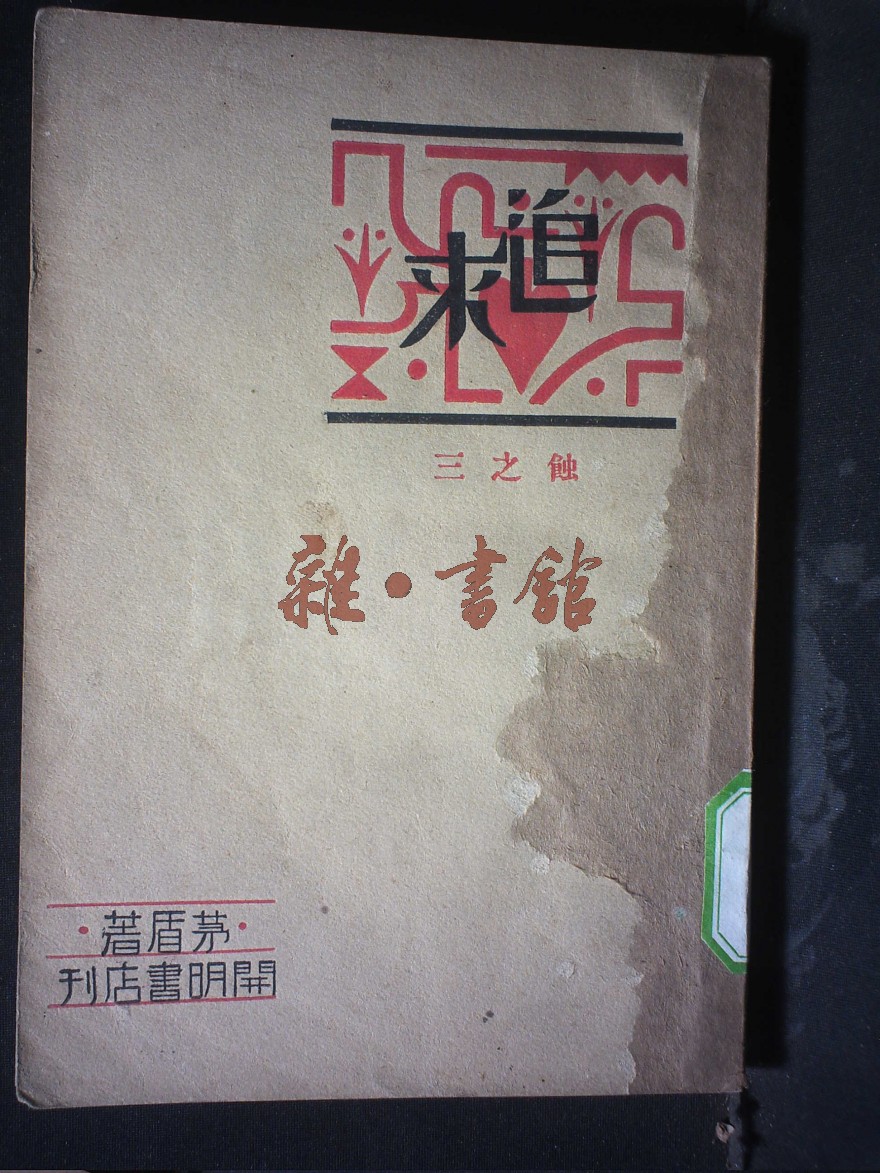 追求
蝕之三
雜·書館
·茅盾著·
開明書店刊